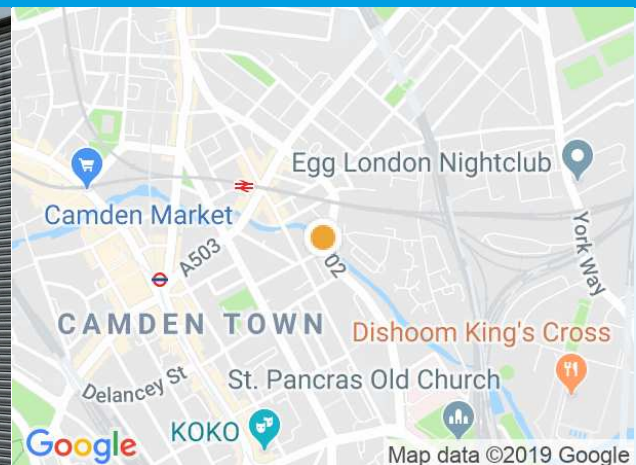 Egg London Nightclub
Camden Market
A503
York Way
02
CAMDEN TOWN
Dishoom King's Cross
Delancey St
St. Pancras Old Church
KOKO
Google
Map data ©2019 Google